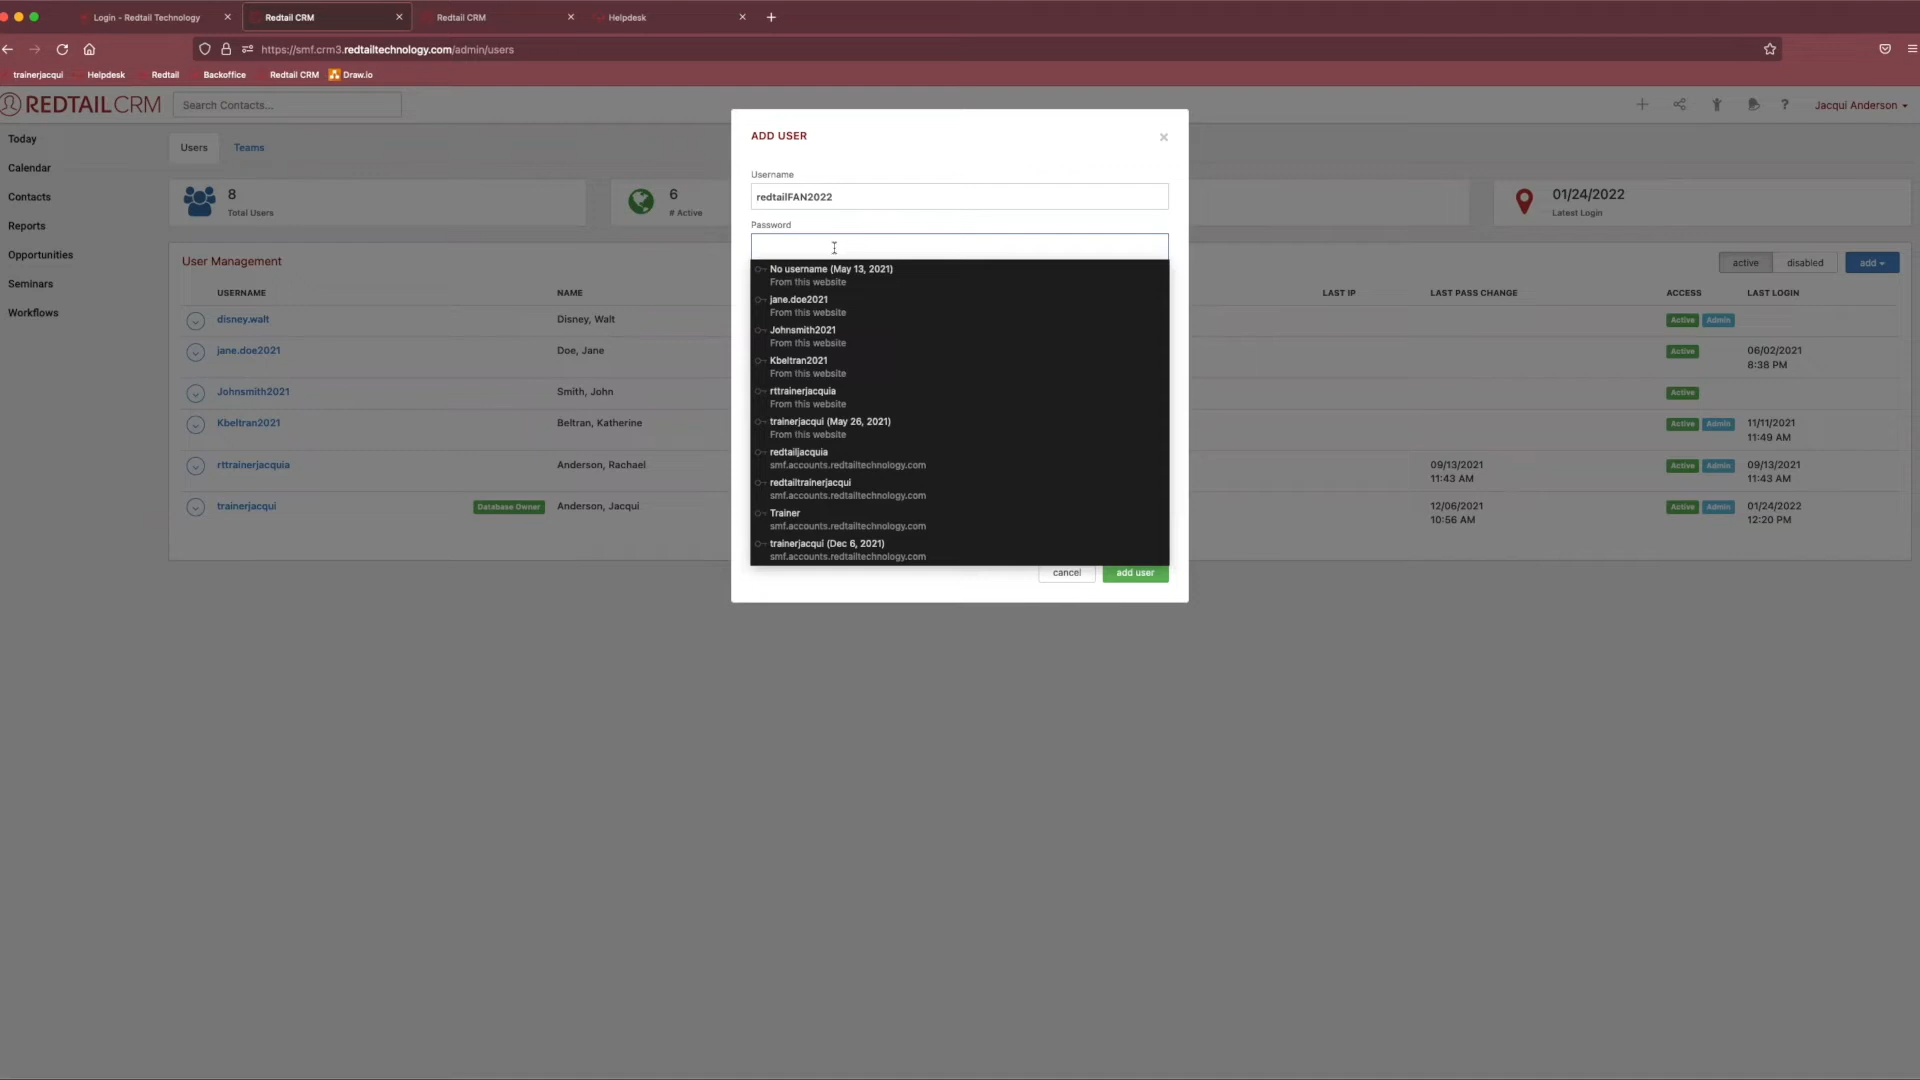 Login - Redtail Technology
Redtail CRM
Redtail CRM
Helpdesk
https://smf.crm3.redtailtechnology.com/admin/users
trainerjacqui
Helpdesk
Redtail
Backoffice
Redtail CRM
Draw.io
REDTAILCRM
Search Contacts...
?
Jacqui Anderson
Today
Calendar
Contacts
Reports
Opportunities
Seminars
Workflows
Users
Teams
8
Total Users
6
# Active
01/24/2022
Latest Login
User Management
active
disabled
add
USERNAME
NAME
LAST IP
LAST PASS CHANGE
ACCESS
LAST LOGIN
disney.walt
Disney, Walt
Active
Admin
jane.doe2021
Doe, Jane
Active
06/02/2021
8:38 PM
Johnsmith2021
Smith, John
Active
Kbeltran2021
Beltran, Katherine
Active
Admin
11/11/2021
11:49 AM
rttrainerjacquia
Anderson, Rachael
09/13/2021
11:43 AM
Active
Admin
09/13/2021
11:43 AM
trainerjacqui
Database Owner
Anderson, Jacqui
12/06/2021
10:56 AM
Active
Admin
01/24/2022
12:20 PM
ADD USER
Username
redtailFAN2022
Password
No username (May 13, 2021)
From this website
jane.doe2021
From this website
Johnsmith2021
From this website
Kbeltran2021
From this website
rttrainerjacquia
From this website
trainerjacqui (May 26, 2021)
From this website
redtailjacquia
smf.accounts.redtailtechnology.com
redtailtrainerjacqui
smf.accounts.redtailtechnology.com
Trainer
smf.accounts.redtailtechnology.com
trainerjacqui (Dec 6, 2021)
smf.accounts.redtailtechnology.com
cancel
add user